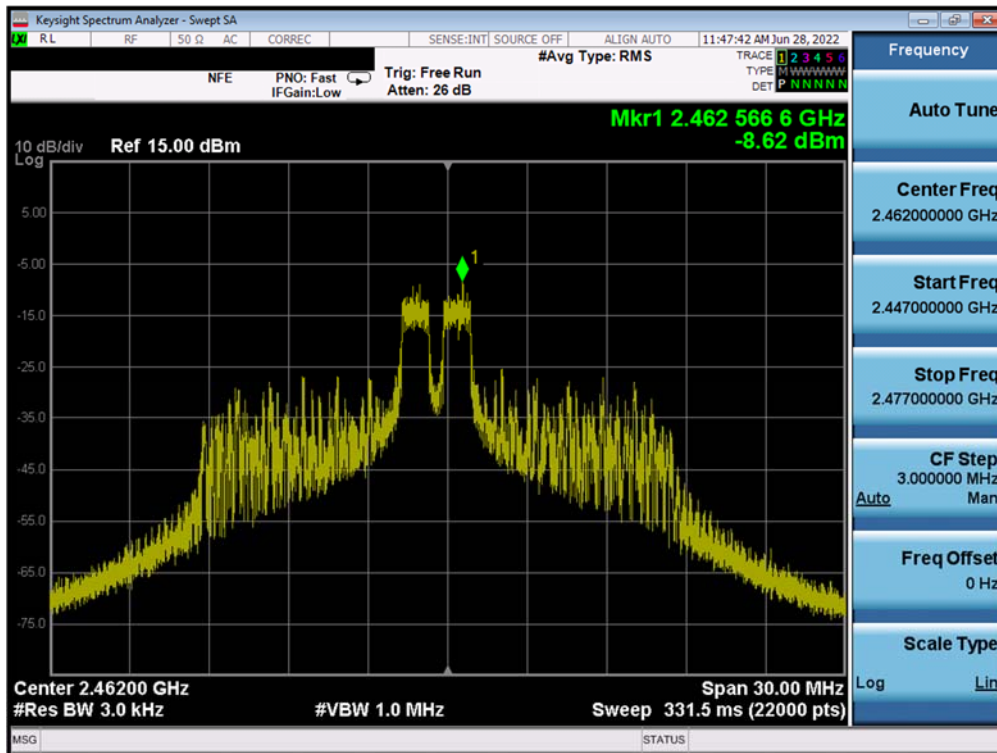 Keysight Spectrum Analyzer - Swept SA
LXI RL RF 50 Ω AC CORREC SENSE:INT SOURCE OFF ALIGN AUTO 11:47:42 AM Jun 28, 2022
NFE PNO: Fast Trig: Free Run #Avg Type: RMS TRACE 1 2 3 4 5 6
IFGain:Low Atten: 26 dB TYPE M WWWWW
DET P N N N N N
Mkr1 2.462 566 6 GHz
-8.62 dBm
10 dB/div Ref 15.00 dBm
Log
5.00
-5.00
1
-15.0
-25.0
-35.0
-45.0
-55.0
-65.0
-75.0
Center 2.46200 GHz Span 30.00 MHz
#Res BW 3.0 kHz #VBW 1.0 MHz Sweep 331.5 ms (22000 pts)
MSG STATUS
Frequency
Auto Tune
Center Freq
2.462000000 GHz
Start Freq
2.447000000 GHz
Stop Freq
2.477000000 GHz
CF Step
3.000000 MHz
Auto Man
Freq Offset
0 Hz
Scale Type
Log Lin